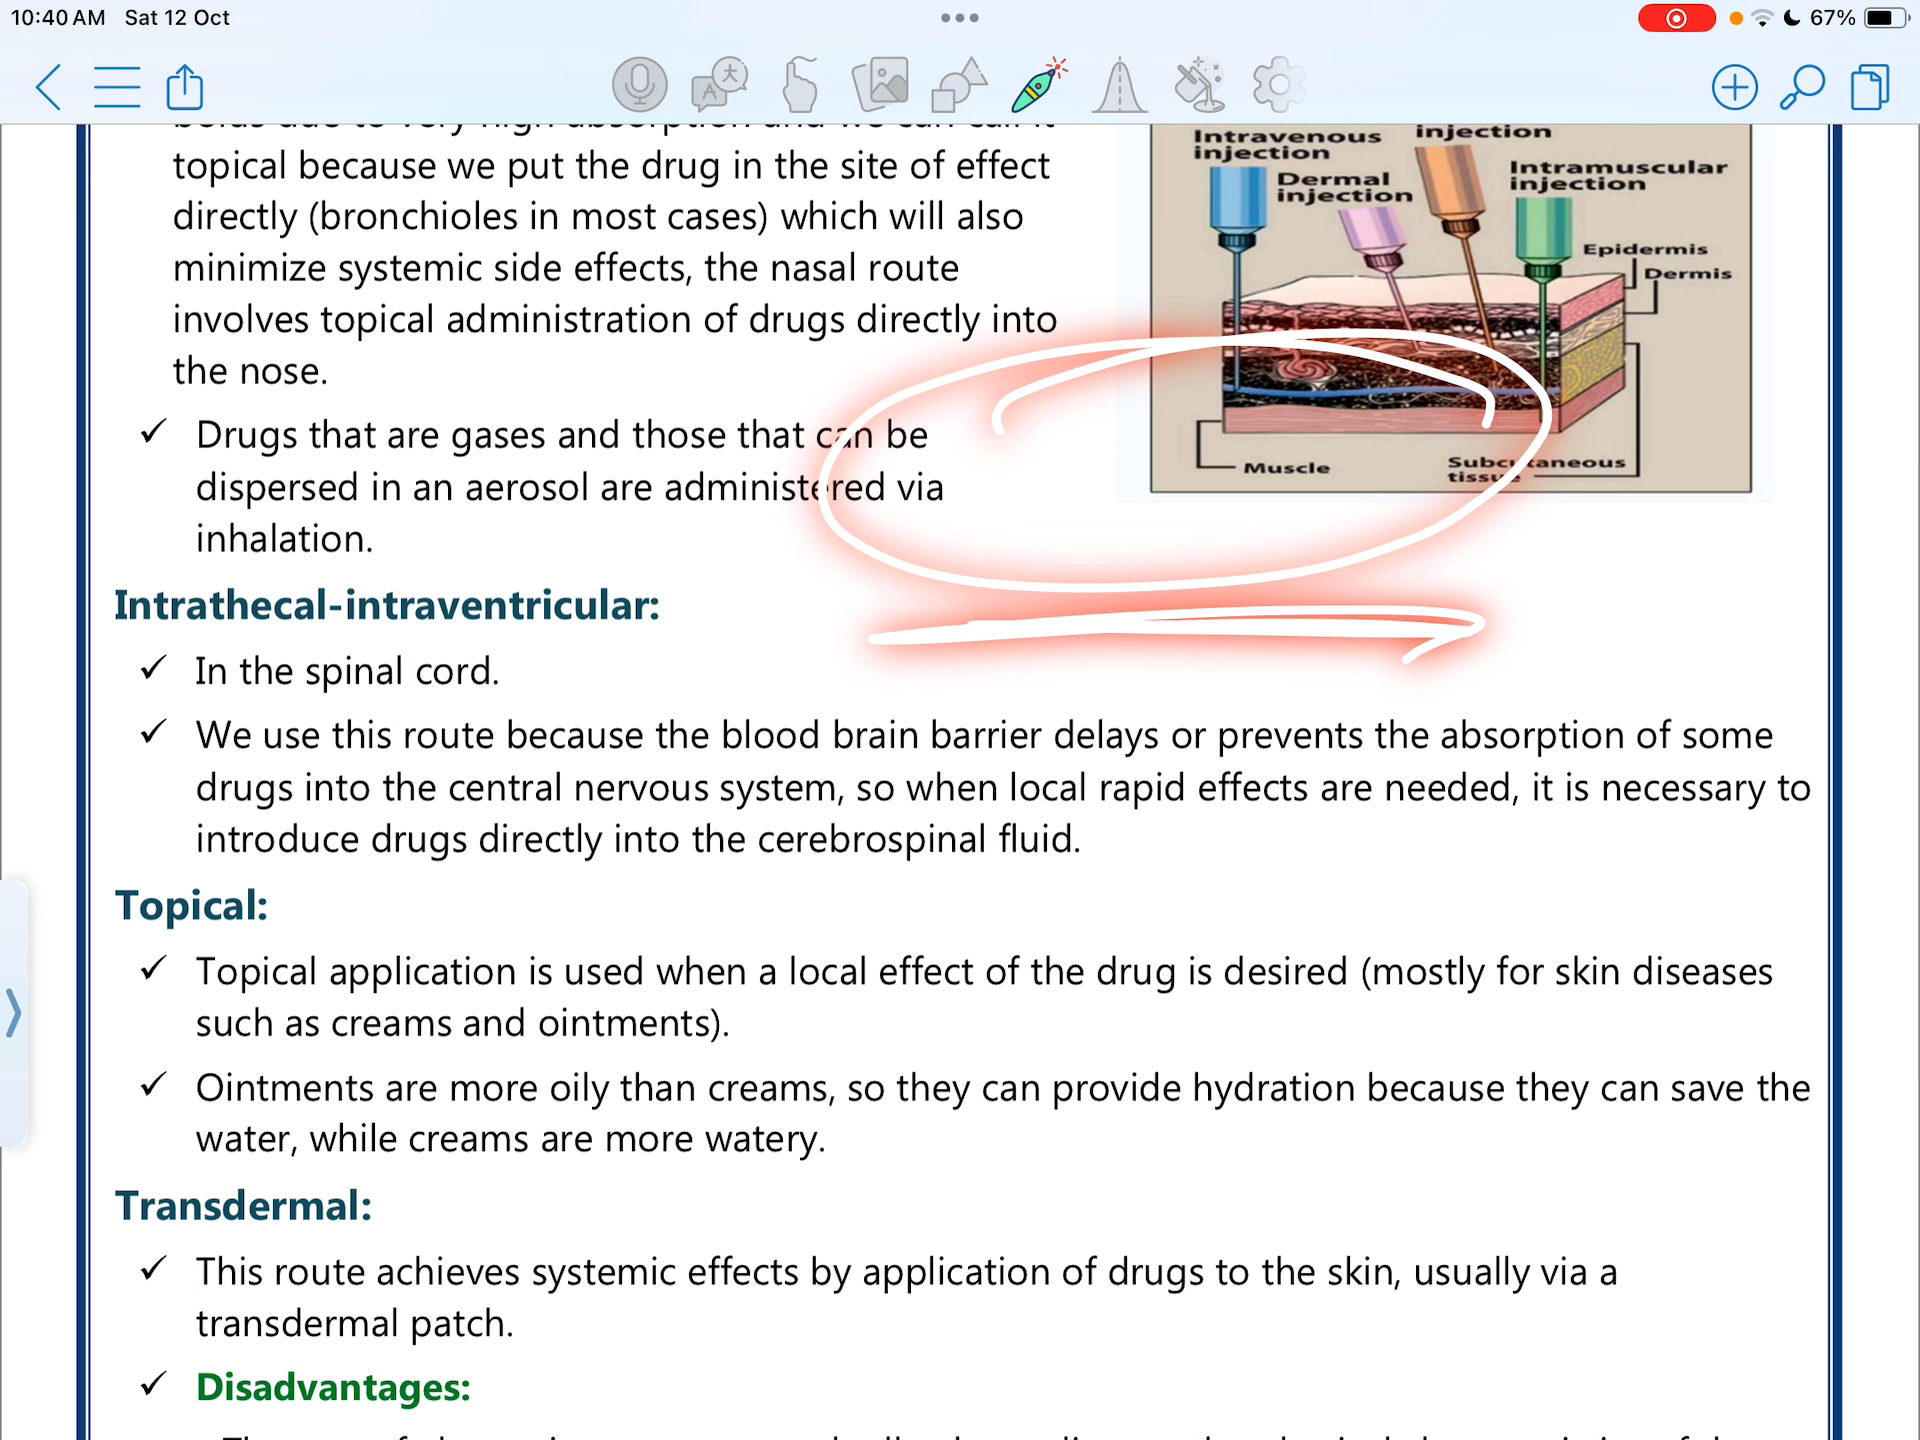 10:40 AM Sat 12 Oct
67%
topical because we put the drug in the site of effect
directly (bronchioles in most cases) which will also
minimize systemic side effects, the nasal route
involves topical administration of drugs directly into
the nose.
✓ Drugs that are gases and those that can be
dispersed in an aerosol are administered via
inhalation.
Intravenous
injection
injection
Dermal
injection
Intramuscular
injection
Epidermis
Dermis
Muscle
Subcutaneous
tissue
Intrathecal-intraventricular:
✓ In the spinal cord.
✓ We use this route because the blood brain barrier delays or prevents the absorption of some
drugs into the central nervous system, so when local rapid effects are needed, it is necessary to
introduce drugs directly into the cerebrospinal fluid.
Topical:
✓ Topical application is used when a local effect of the drug is desired (mostly for skin diseases
such as creams and ointments).
✓ Ointments are more oily than creams, so they can provide hydration because they can save the
water, while creams are more watery.
Transdermal:
✓ This route achieves systemic effects by application of drugs to the skin, usually via a
transdermal patch.
✓ Disadvantages: